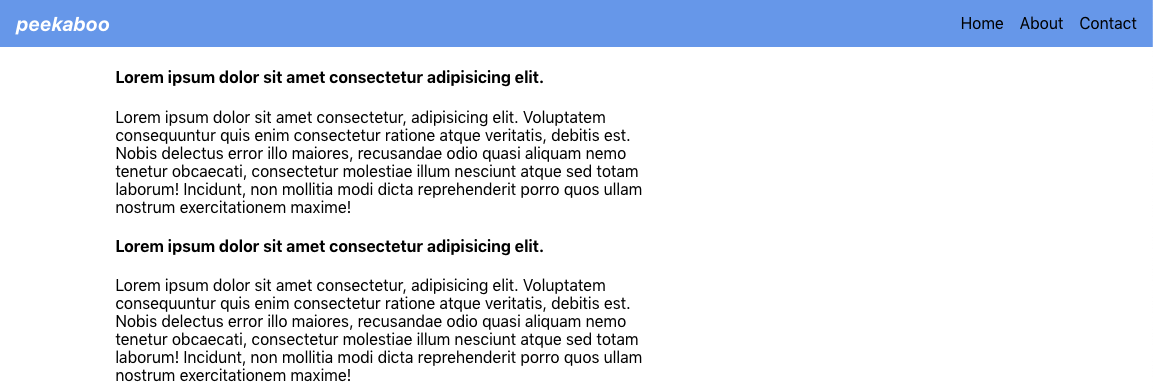 peekaboo
Home About Contact
Lorem ipsum dolor sit amet consectetur adipisicing elit.
Lorem ipsum dolor sit amet consectetur, adipisicing elit. Voluptatem
consequuntur quis enim consectetur ratione atque veritatis, debitis est.
Nobis delectus error illo maiores, recusandae odio quasi aliquam nemo
tenetur obcaecati, consectetur molestiae illum nesciunt atque sed totam
laborum! Incidunt, non mollitia modi dicta reprehenderit porro quos ullam
nostrum exercitationem maxime!
Lorem ipsum dolor sit amet consectetur adipisicing elit.
Lorem ipsum dolor sit amet consectetur, adipisicing elit. Voluptatem
consequuntur quis enim consectetur ratione atque veritatis, debitis est.
Nobis delectus error illo maiores, recusandae odio quasi aliquam nemo
tenetur obcaecati, consectetur molestiae illum nesciunt atque sed totam
laborum! Incidunt, non mollitia modi dicta reprehenderit porro quos ullam
nostrum exercitationem maxime!